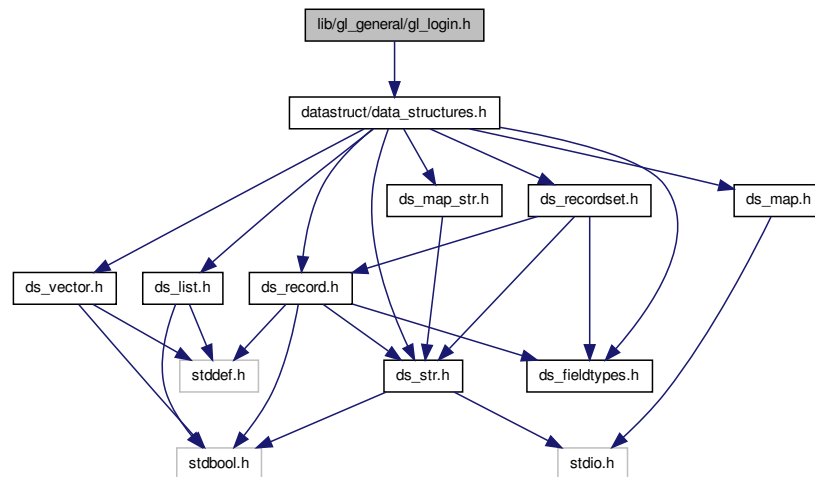 lib/gl_general/gl_login.h
datastruct/data_structures.h
ds_map_str.h
ds_recordset.h
ds_map.h
ds_vector.h
ds_list.h
ds_record.h
stddef.h
ds_str.h
ds_fieldtypes.h
stdbool.h
stdio.h